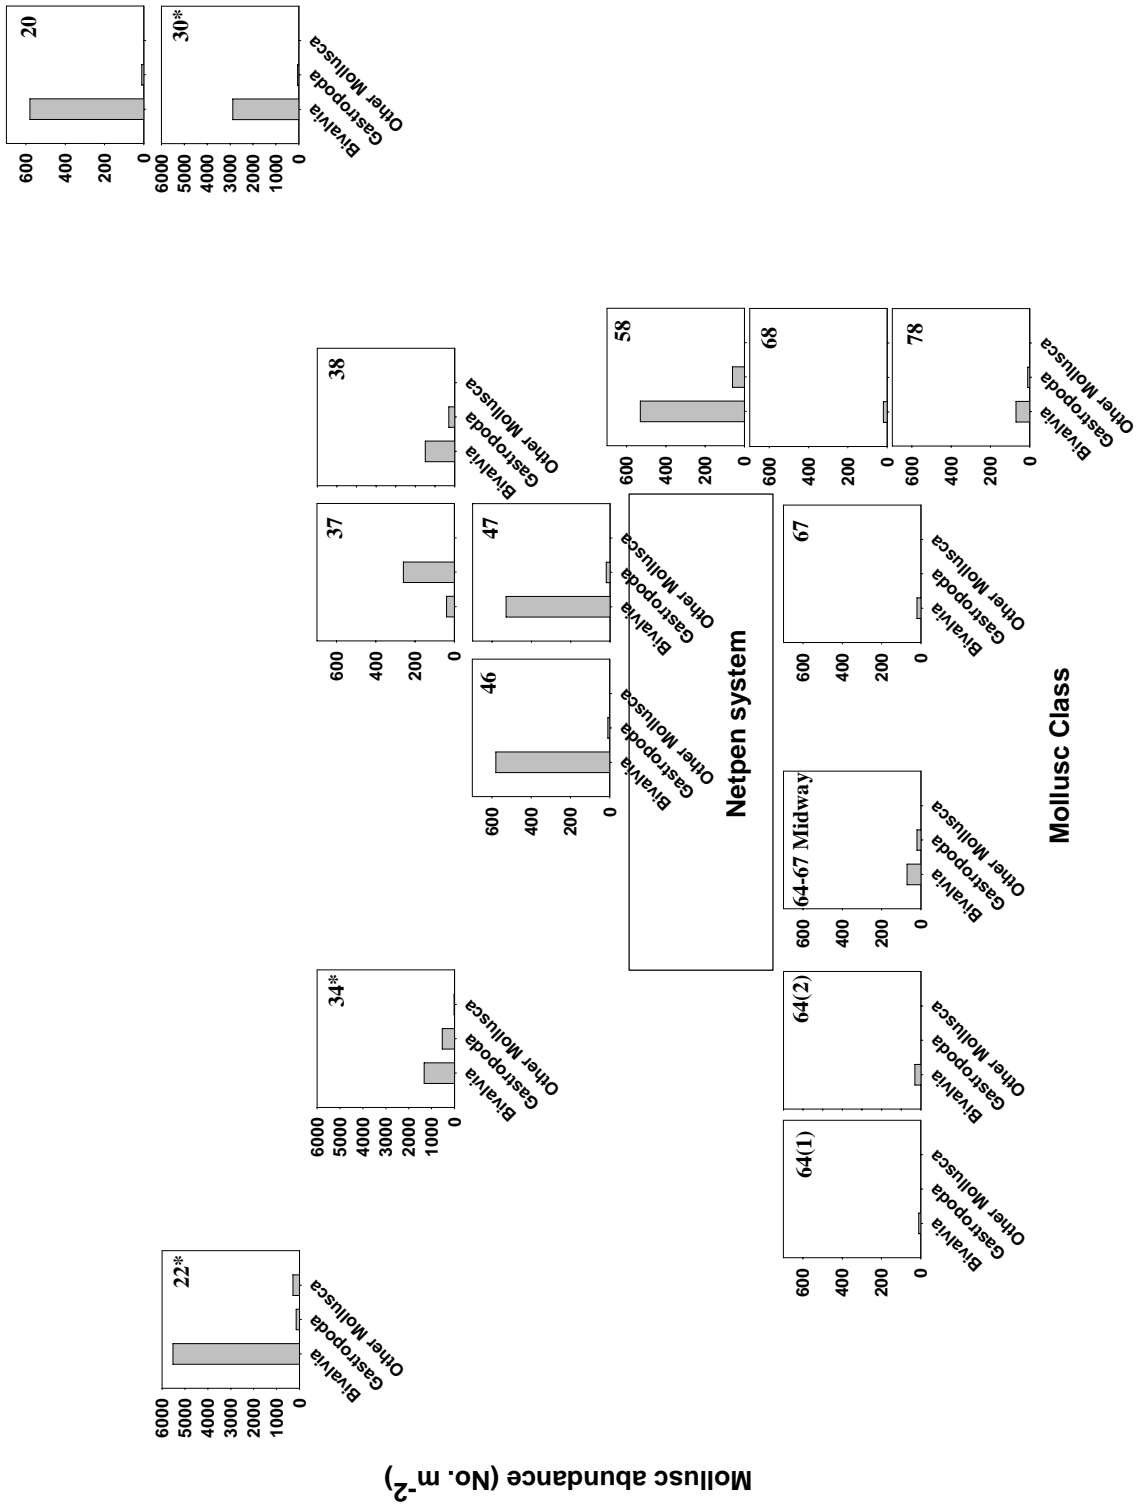 20
600
400
200
0
30*
6000
5000
4000
3000
2000
1000
0
Bivalvia
Gastropoda
Other Mollusca
22*
6000
5000
4000
3000
2000
1000
0
Bivalvia
Gastropoda
Other Mollusca
34*
6000
5000
4000
3000
2000
1000
0
Bivalvia
Gastropoda
Other Mollusca
37
600
400
200
0
38
Bivalvia
Gastropoda
Other Mollusca
46
600
400
200
0
Bivalvia
Gastropoda
Other Mollusca
47
600
400
200
0
Bivalvia
Gastropoda
Other Mollusca
Netpen system
58
600
400
200
0
68
600
400
200
0
78
600
400
200
0
Bivalvia
Gastropoda
Other Mollusca
64(1)
600
400
200
0
Bivalvia
Gastropoda
Other Mollusca
64(2)
Bivalvia
Gastropoda
Other Mollusca
64-67 Midway
600
400
200
0
Bivalvia
Gastropoda
Other Mollusca
67
600
400
200
0
Bivalvia
Gastropoda
Other Mollusca
Mollusc Class
Mollusc abundance (No. m-2)